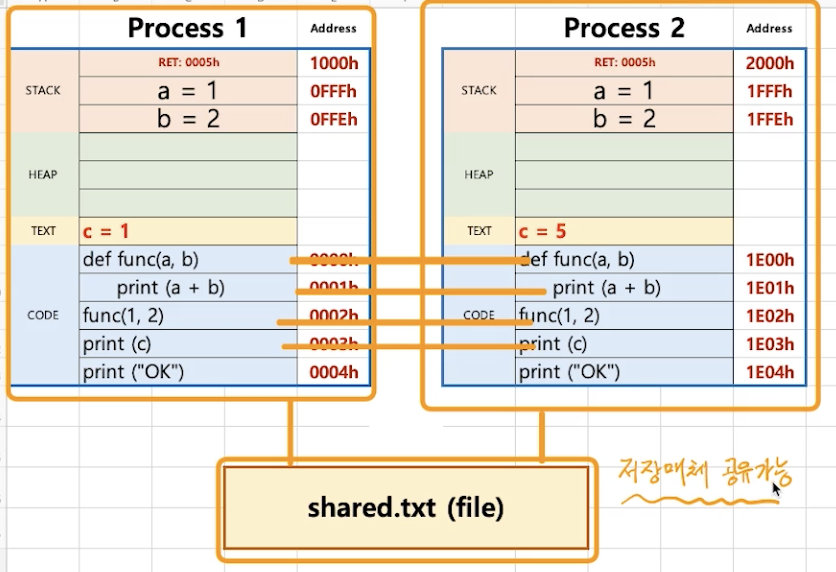 Process 1 Address
RET: 0005h 1000h
STACK a = 1 0FFFh
b = 2 0FFEh
HEAP
TEXT c = 1
def func(a, b) 0000h
print (a + b) 0001h
CODE func(1, 2) 0002h
print (c) 0003h
print ("OK") 0004h
Process 2 Address
RET: 0005h 2000h
STACK a = 1 1FFFh
b = 2 1FFEh
HEAP
TEXT c = 5
def func(a, b) 1E00h
print (a + b) 1E01h
CODE func(1, 2) 1E02h
print (c) 1E03h
print ("OK") 1E04h
shared.txt (file)
저장매체 공유가능